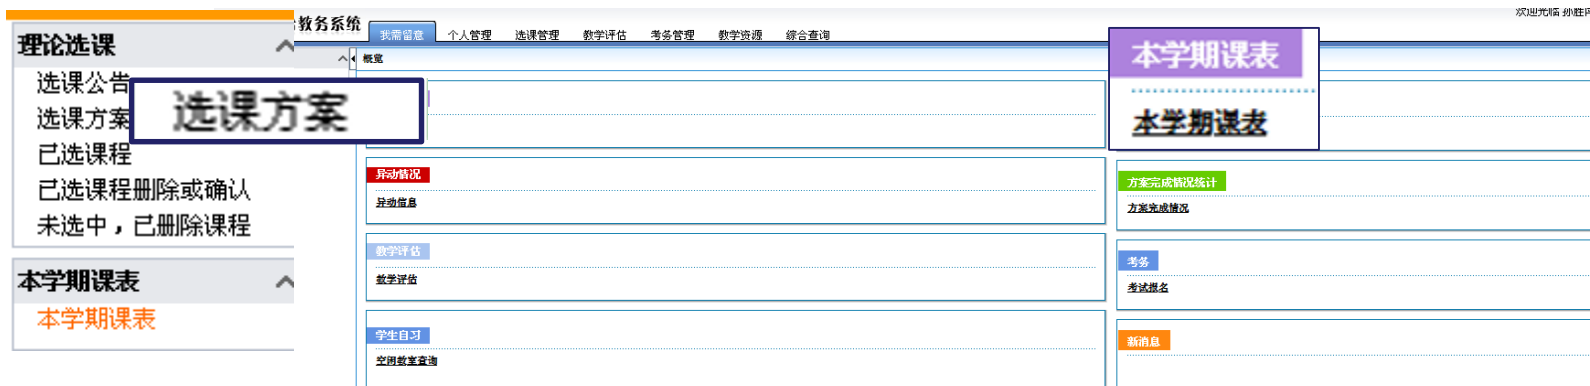 理论选课
选课公告
选课方案
选课方案
已选课程
已选课程删除或确认
未选中，已删除课程
本学期课表
本学期课表
教务系统
我需留意 个人管理 选课管理 教学评估 考务管理 教学资源 综合查询
欢迎光临
概览
本学期课表
本学期课表
异动情况
异动信息
方案完成情况统计
方案完成情况
教学评估
教学评估
考务
考试报名
学生自习
空闲教室查询
新消息